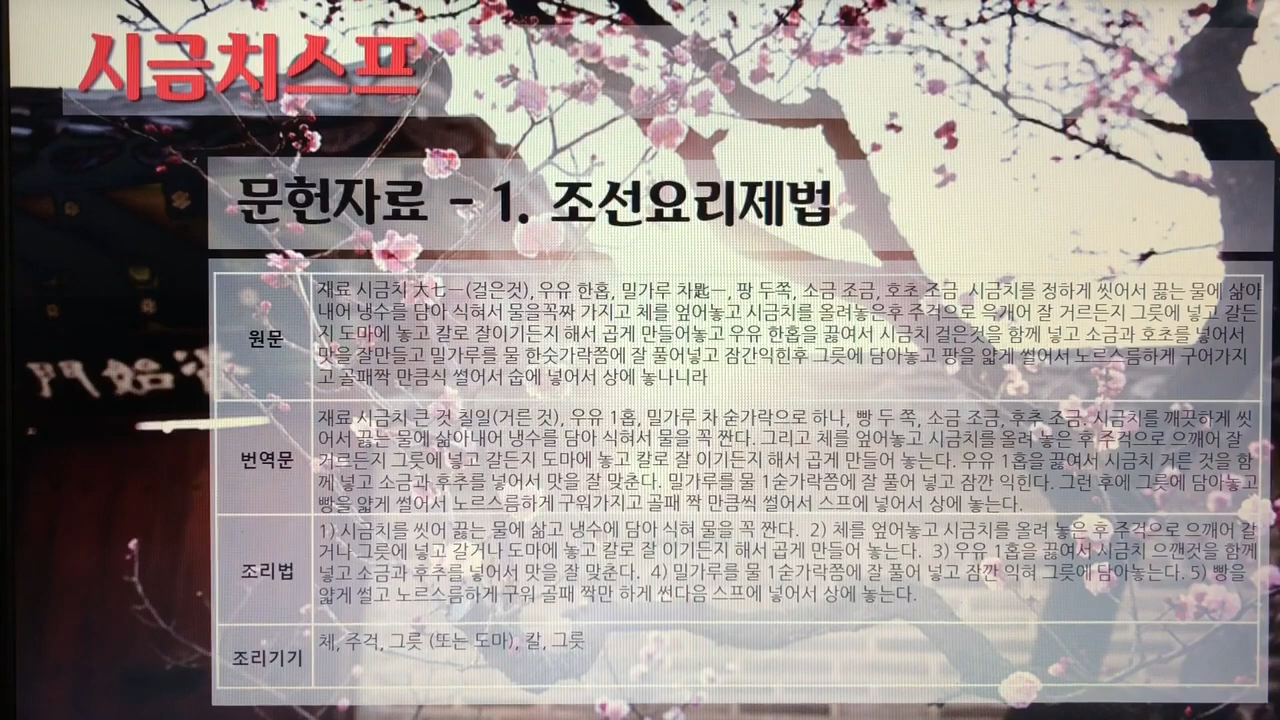 시금치스프
문헌자료 - 1. 조선요리제법
원문
재료 시금치 大七一(걸은것), 우유 한홉, 밀가루 차匙一, 팡 두쪽, 소금 조금, 호초 조금 시금치를 정하게 씻어서 끓는 물에 삶아
내어 냉수를 담아 식혀서 물을꼭짜 가지고 체를 엎어놓고 시금치를 올려놓은후 주걱으로 윽개어 잘 거르든지 그릇에 넣고 갈든
지 도마에 놓고 칼로 잘이기든지 해서 곱게 만들어놓고 우유 한홉을 끓여서 시금치 걸은것을 함께 넣고 소금과 호초를 넣어서
맛을 잘만들고 밀가루를 물 한숫가락쯤에 잘 풀어넣고 잠간익힌후 그릇에 담아놓고 팡을 얇게 썰어서 노르스름하게 구어가지
고 골패짝 만큼식 썰어서 숩에 넣어서 상에 놓나니라
번역문
재료 시금치 큰 것 칠일(거른 것), 우유 1홉, 밀가루 차 숟가락으로 하나, 빵 두 쪽, 소금 조금, 후추 조금. 시금치를 깨끗하게 씻
어서 끓는 물에 삶아내어 냉수를 담아 식혀서 물을 꼭 짠다. 그리고 체를 엎어놓고 시금치를 올려 놓은 후 주걱으로 으깨어 잘
거르든지 그릇에 넣고 갈든지 도마에 놓고 칼로 잘 이기든지 해서 곱게 만들어 놓는다. 우유 1홉을 끓여서 시금치 거른 것을 함
께 넣고 소금과 후추를 넣어서 맛을 잘 맞춘다. 밀가루를 물 1숟가락쯤에 잘 풀어 넣고 잠깐 익힌다. 그런 후에 그릇에 담아놓고
빵을 얇게 썰어서 노르스름하게 구워가지고 골패 짝 만큼씩 썰어서 스프에 넣어서 상에 놓는다.
조리법
1) 시금치를 씻어 끓는 물에 삶고 냉수에 담아 식혀 물을 꼭 짠다. 2) 체를 엎어놓고 시금치를 올려 놓은 후 주걱으로 으깨어 갈
거나 그릇에 넣고 갈거나 도마에 놓고 칼로 잘 이기든지 해서 곱게 만들어 놓는다. 3) 우유 1홉을 끓여서 시금치 으깬것을 함께
넣고 소금과 후추를 넣어서 맛을 잘 맞춘다. 4) 밀가루를 물 1숟가락쯤에 잘 풀어 넣고 잠깐 익혀 그릇에 담아놓는다. 5) 빵을
얇게 썰고 노르스름하게 구워 골패 짝만 하게 썬다음 스프에 넣어서 상에 놓는다.
조리기기
체, 주걱, 그릇 (또는 도마), 칼, 그릇
門始